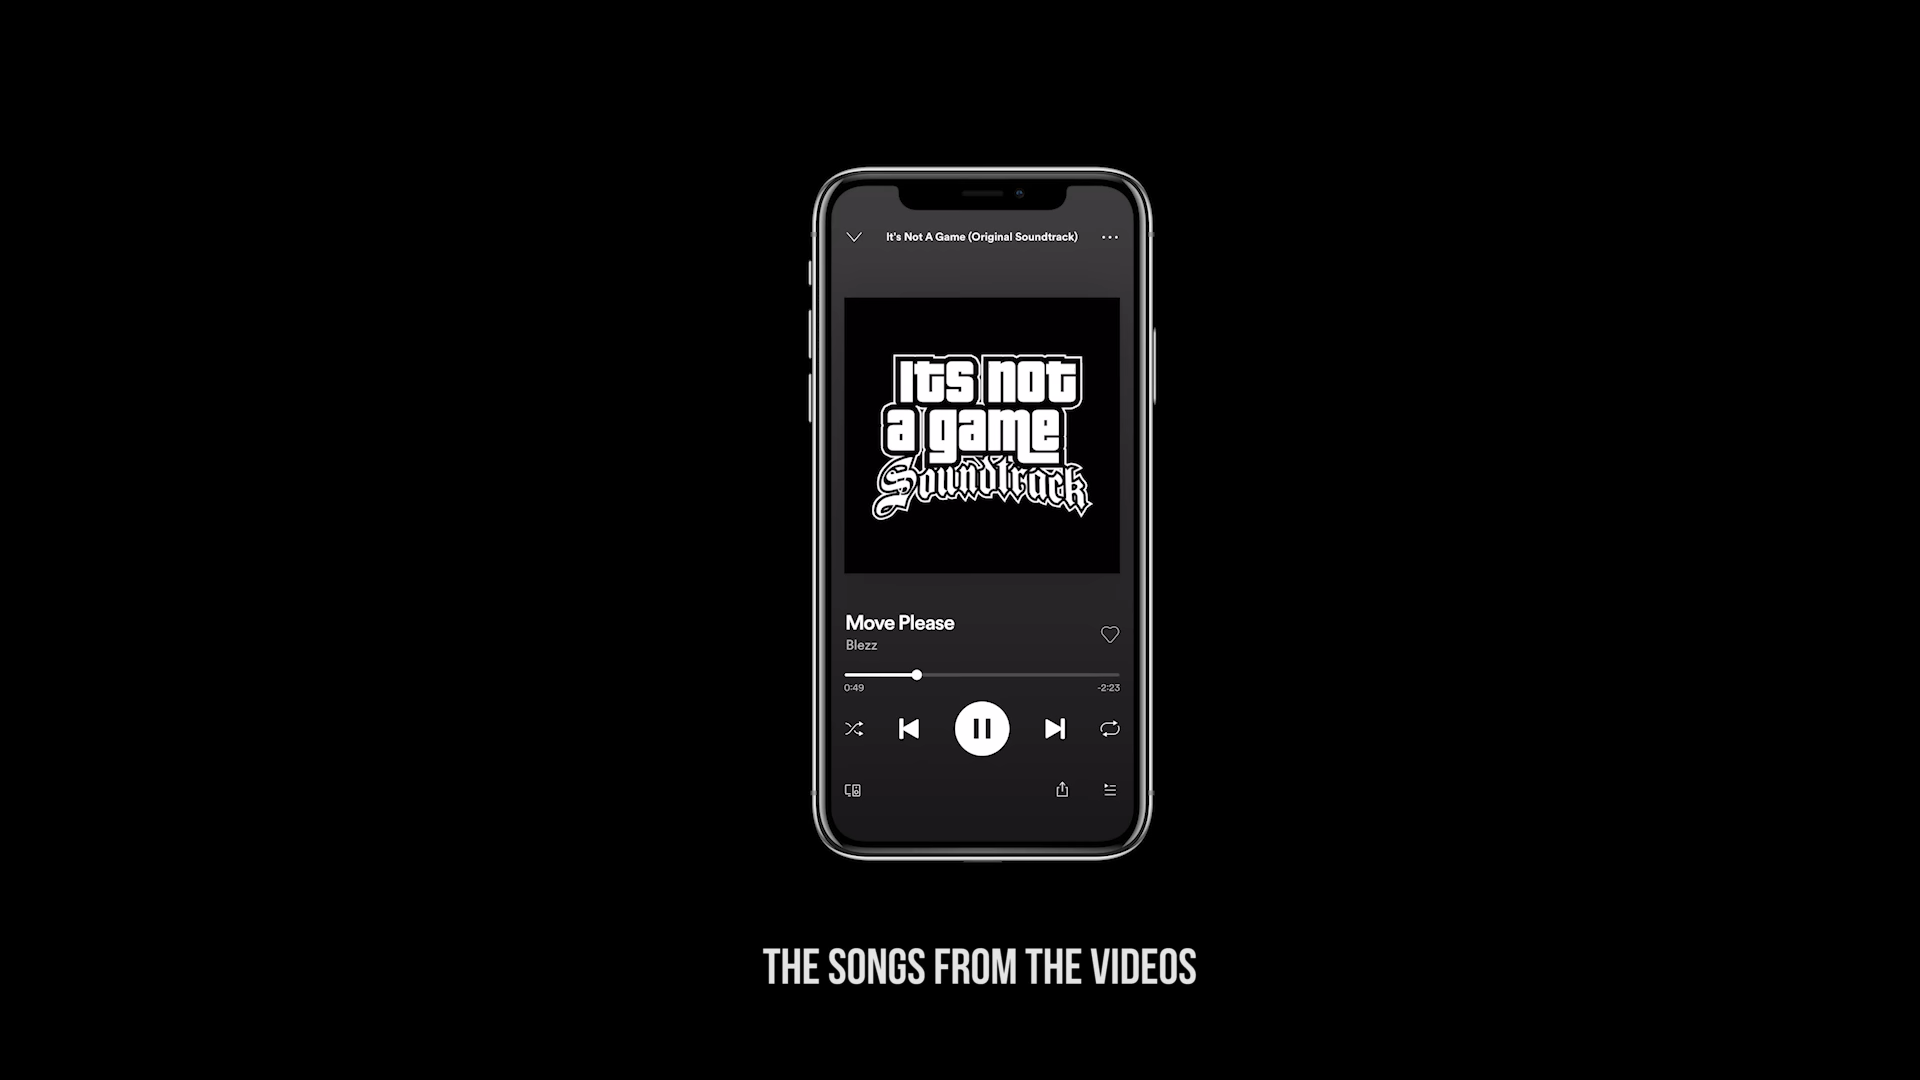 It's Not A Game (Original Soundtrack)
Its not
a game
Soundtrack
Move Please
Blezz
0:49
-2:23
THE SONGS FROM THE VIDEOS